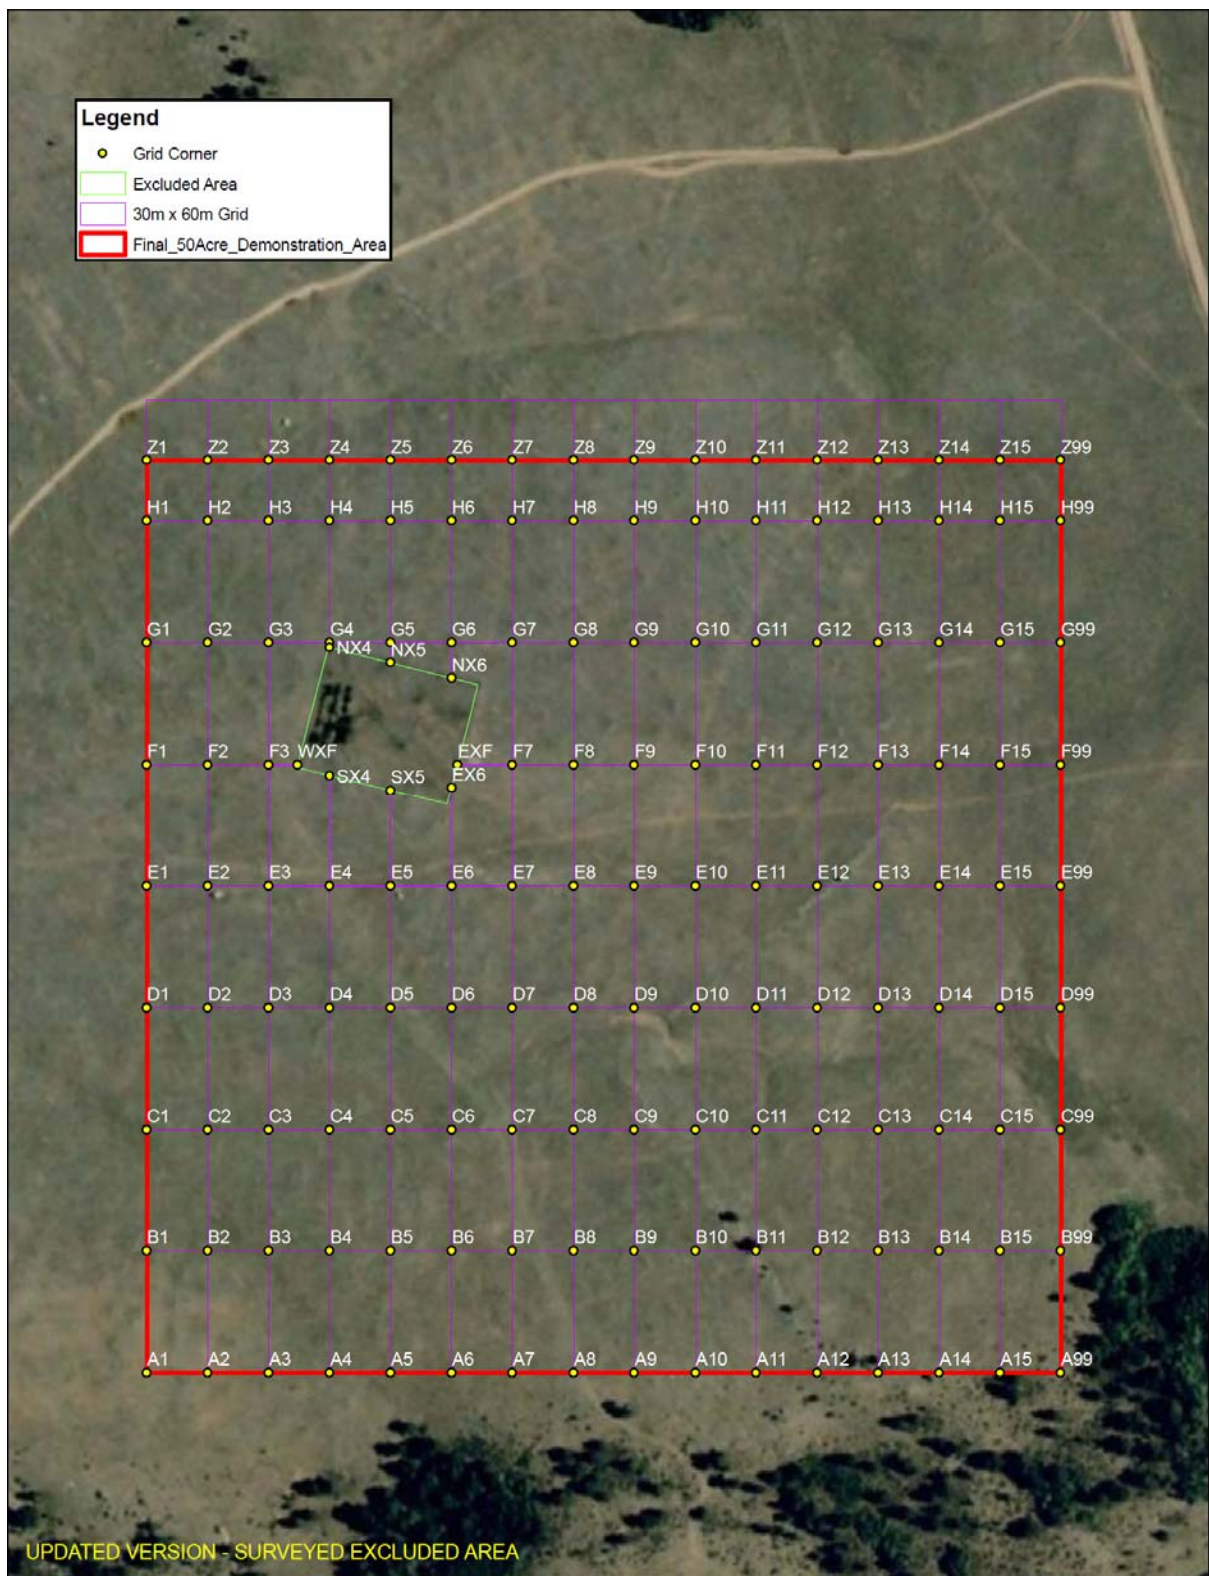 Legend
Grid Corner
Excluded Area
30m x 60m Grid
Final_50Acre_Demonstration_Area
Z1 Z2 Z3 Z4 Z5 Z6 Z7 Z8 Z9 Z10 Z11 Z12 Z13 Z14 Z15 Z99
H1 H2 H3 H4 H5 H6 H7 H8 H9 H10 H11 H12 H13 H14 H15 H99
G1 G2 G3 G4 G5 G6 G7 G8 G9 G10 G11 G12 G13 G14 G15 G99
NX4 NX5
NX6
F1 F2 F3 WXF EXF F7 F8 F9 F10 F11 F12 F13 F14 F15 F99
SX4 SX5 EX6
E1 E2 E3 E4 E5 E6 E7 E8 E9 E10 E11 E12 E13 E14 E15 E99
D1 D2 D3 D4 D5 D6 D7 D8 D9 D10 D11 D12 D13 D14 D15 D99
C1 C2 C3 C4 C5 C6 C7 C8 C9 C10 C11 C12 C13 C14 C15 C99
B1 B2 B3 B4 B5 B6 B7 B8 B9 B10 B11 B12 B13 B14 B15 B99
A1 A2 A3 A4 A5 A6 A7 A8 A9 A10 A11 A12 A13 A14 A15 A99
UPDATED VERSION - SURVEYED EXCLUDED AREA